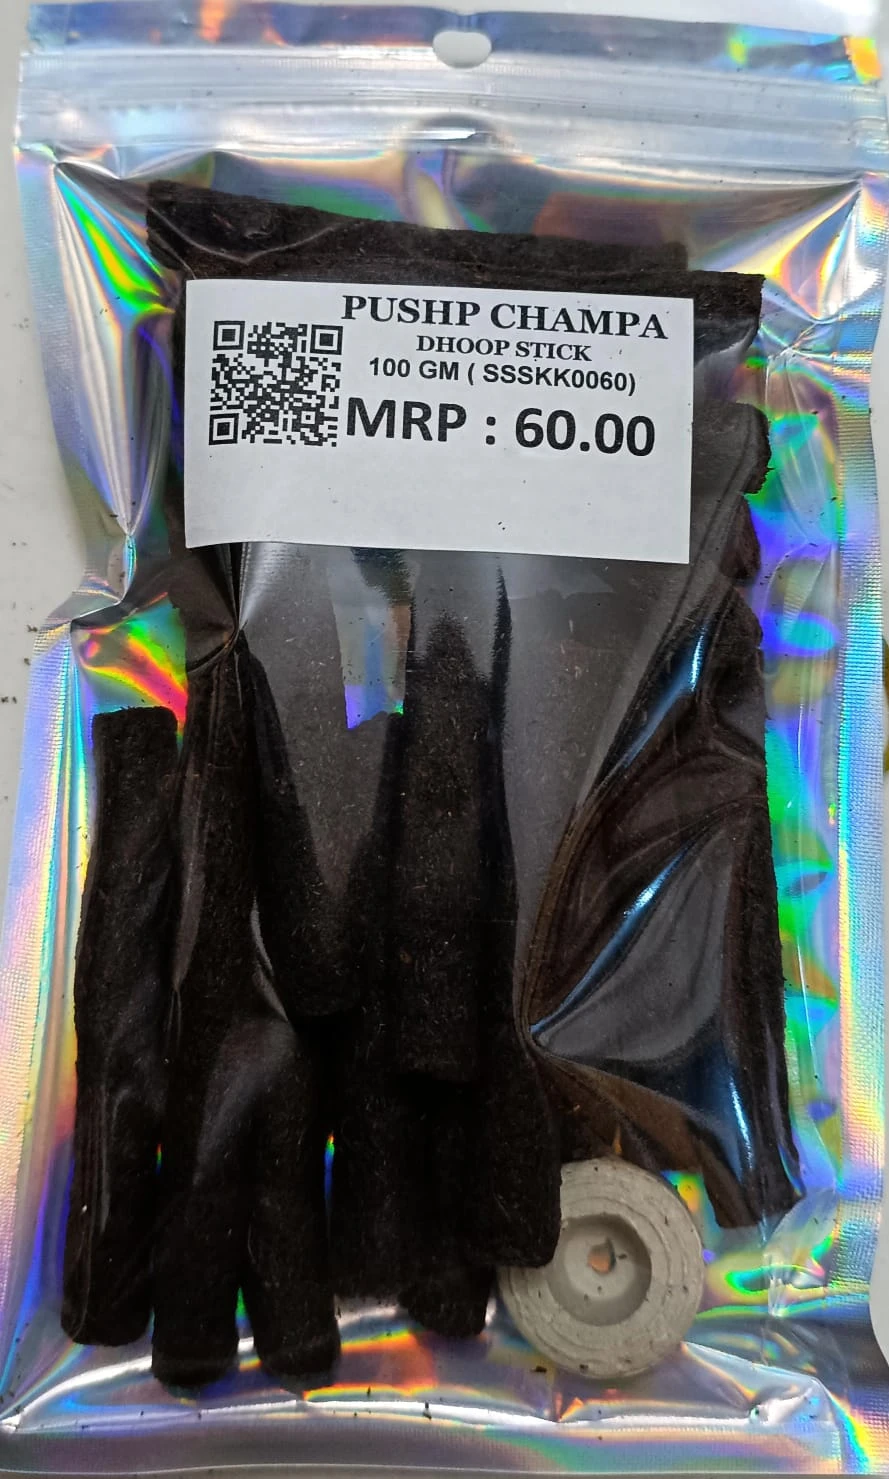 PUSHP CHAMPA
DHOOP STICK
100 GM ( SSSKK0060)
MRP : 60.00